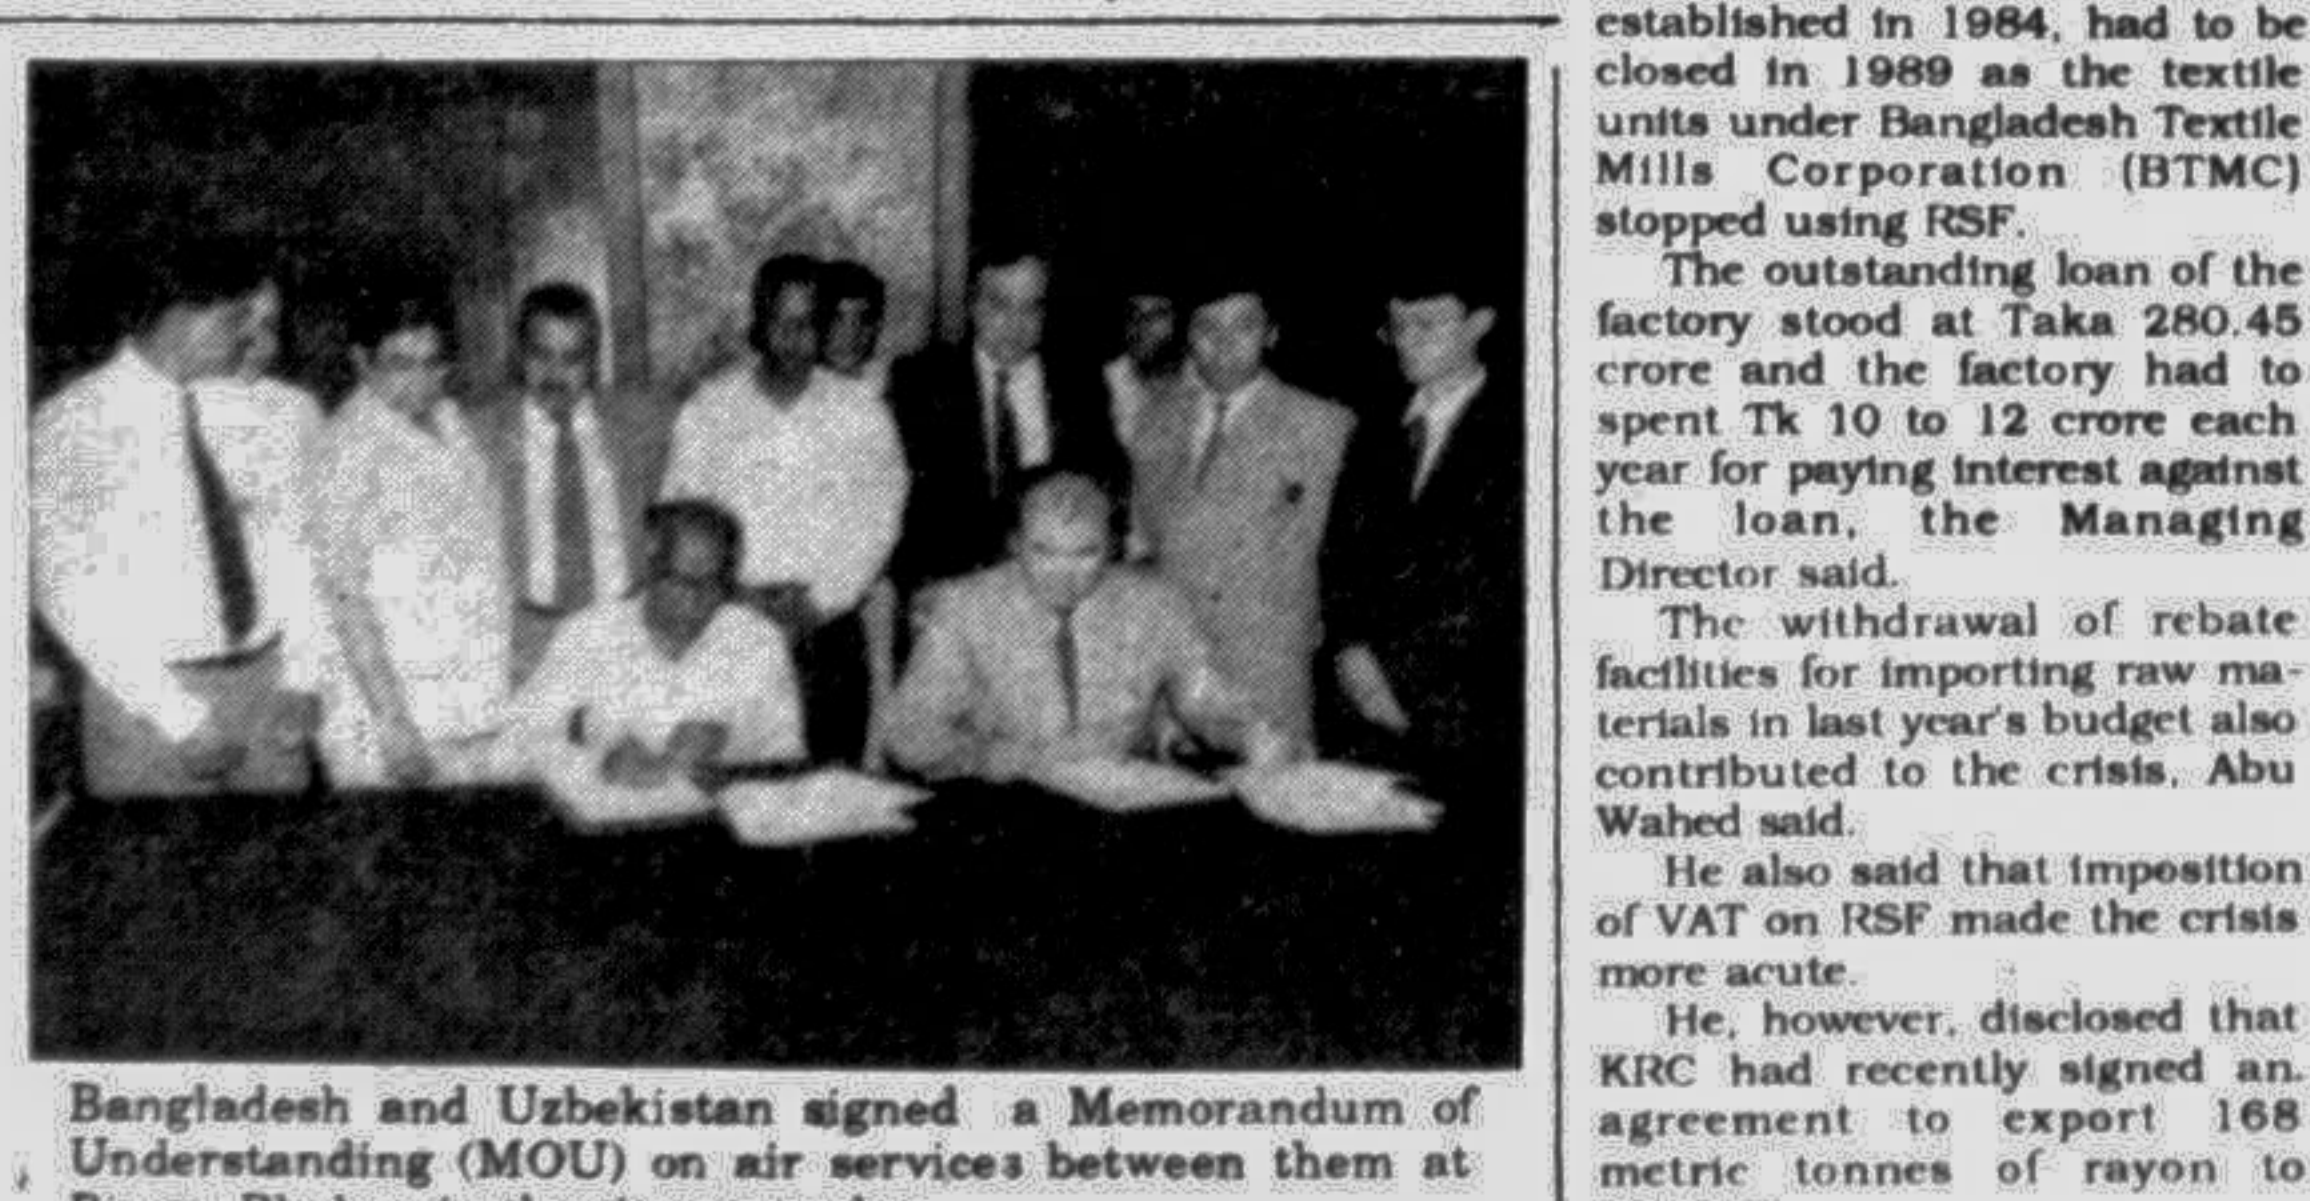 Bangladesh and Uzbekistan signed a Memorandum of
Understanding (MOU) on air services between them at
established in 1984, had to be
closed in 1989 as the textile
units under Bangladesh Textile
Mills Corporation (BTMC)
stopped using RSF.
The outstanding loan of the
factory stood at Taka 280.45
crore and the factory had to
spent Tk 10 to 12 crore each
year for paying interest against
the loan, the Managing
Director said.
The withdrawal of rebate
facilities for importing raw ma-
terials in last year's budget also
contributed to the crisis, Abu
Wahed said.
He also said that imposition
of VAT on RSF made the crisis
more acute.
He, however, disclosed that
KRC had recently signed an
agreement to export 168
metric tonnes of rayon to